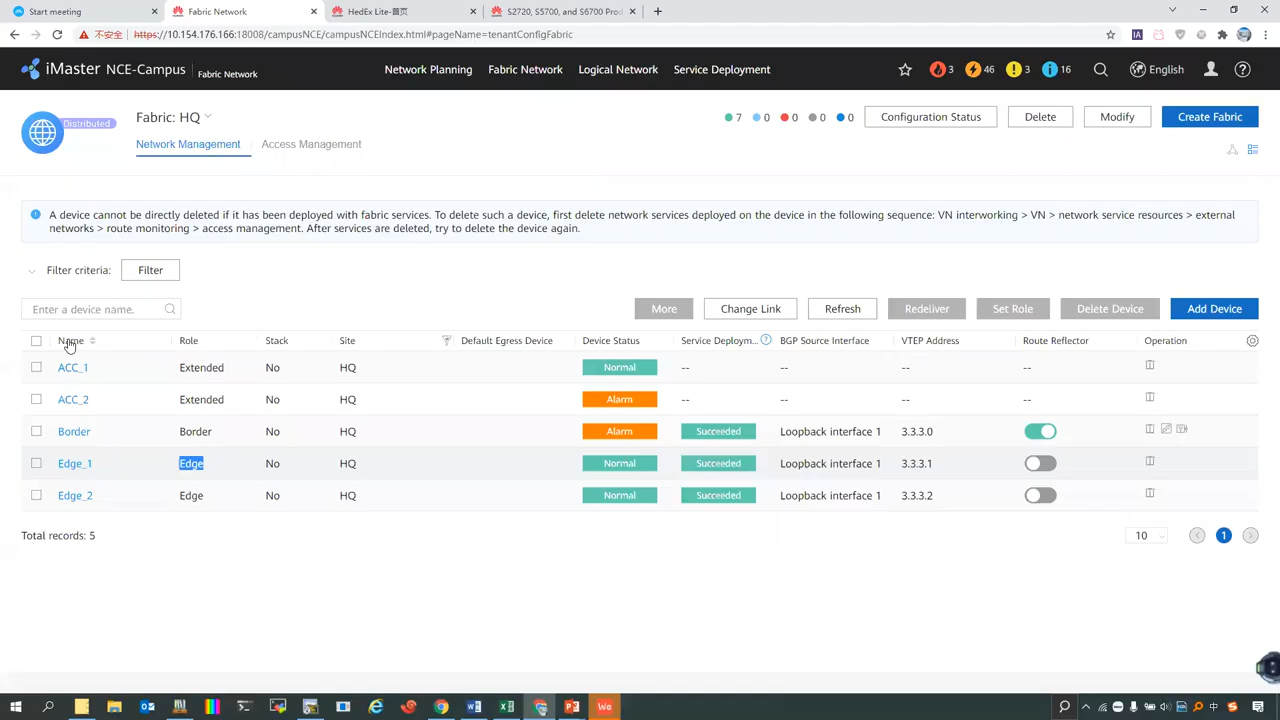 Start meeting
Fabric Network
HedEx Lite-首页
S2720, S5700, and S6700 Prod
不安全
https://10.154.176.166:18008/campusNCE/campusNCEIndex.html#pageName=tenantConfigFabric
iMaster NCE-Campus Fabric Network
Network Planning Fabric Network Logical Network Service Deployment
3 46 3 16
English
Distributed
Fabric: HQ
7 0 0 0 0
Configuration Status Delete Modify Create Fabric
Network Management Access Management
A device cannot be directly deleted if it has been deployed with fabric services. To delete such a device, first delete network services deployed on the device in the following sequence: VN interworking > VN > network service resources > external
networks > route monitoring > access management. After services are deleted, try to delete the device again.
Filter criteria: Filter
Enter a device name.
More Change Link Refresh Redeliver Set Role Delete Device Add Device
Name Role Stack Site Default Egress Device Device Status Service Deploym... BGP Source Interface VTEP Address Route Reflector Operation
ACC_1 Extended No HQ Normal -- -- -- --
ACC_2 Extended No HQ Alarm -- -- -- --
Border Border No HQ Alarm Succeeded Loopback interface 1 3.3.3.0
Edge_1 Edge No HQ Normal Succeeded Loopback interface 1 3.3.3.1
Edge_2 Edge No HQ Normal Succeeded Loopback interface 1 3.3.3.2
Total records: 5
10 1
We
中